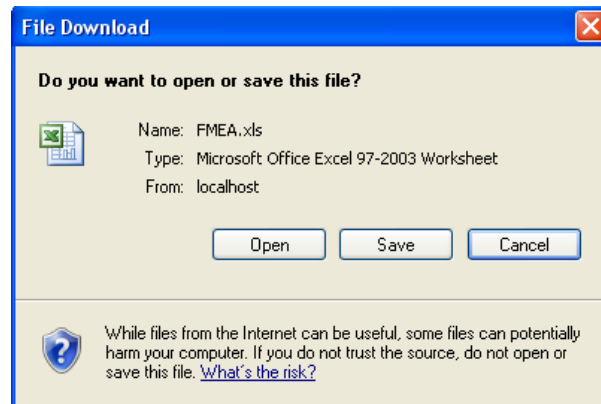 File Download
Do you want to open or save this file?
Name: FMEA.xls
Type: Microsoft Office Excel 97-2003 Worksheet
From: localhost
Open Save Cancel
While files from the Internet can be useful, some files can potentially
harm your computer. If you do not trust the source, do not open or
save this file. What's the risk?